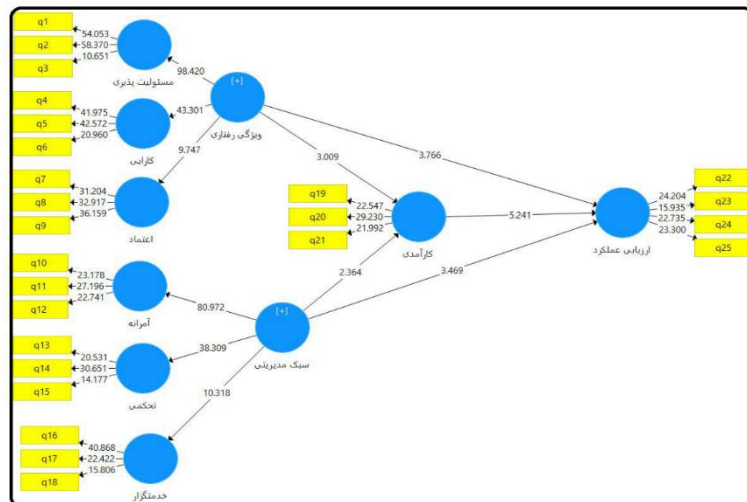 q1
54.053
q2
58.370
q3
10.651
مسئولیت پذیری
98.420
q4
41.975
q5
42.572
q6
20.960
کارایی
43.301
[+]
ویژگی رفتاری
9.747
q7
31.204
q8
32.917
q9
36.159
اعتماد
3.009
3.766
q19
22.547
q20
29.230
q21
21.992
کارآمدی
5.241
q22
24.204
q23
15.935
q24
22.735
q25
23.300
ارزیابی عملکرد
q10
23.178
q11
27.196
q12
22.741
آمرانه
80.972
2.364
3.469
[+]
سبک مدیریتی
q13
20.531
q14
30.651
q15
14.177
تحکمی
38.309
10.318
q16
40.868
q17
22.422
q18
15.806
خدمتگزار